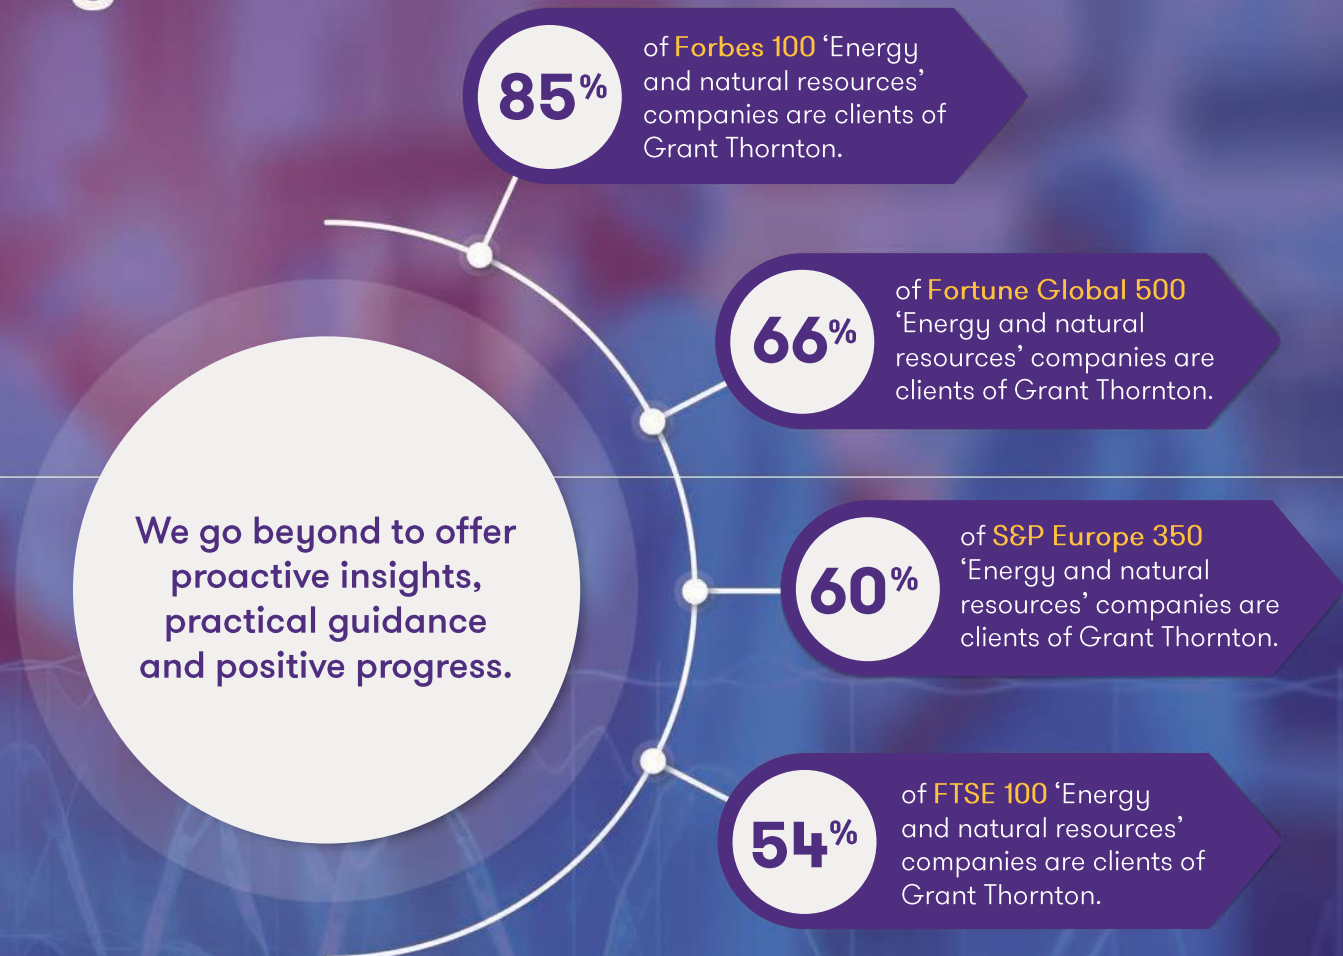 85%
of Forbes 100 ‘Energy
and natural resources’
companies are clients of
Grant Thornton.
66%
of Fortune Global 500
‘Energy and natural
resources’ companies are
clients of Grant Thornton.
We go beyond to offer
proactive insights,
practical guidance
and positive progress.
60%
of S&P Europe 350
‘Energy and natural
resources’ companies are
clients of Grant Thornton.
54%
of FTSE 100 ‘Energy
and natural resources’
companies are clients of
Grant Thornton.